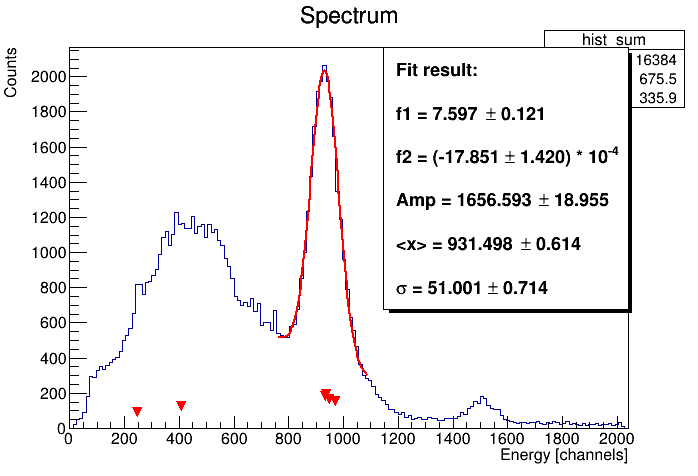 Spectrum
Counts
hist_sum
16384
675.5
335.9
Fit result:
f1 = 7.597 ± 0.121
f2 = (-17.851 ± 1.420) * 10-4
Amp = 1656.593 ± 18.955
<x> = 931.498 ± 0.614
σ = 51.001 ± 0.714
2000
1800
1600
1400
1200
1000
800
600
400
200
0
0 200 400 600 800 1000 1200 1400 1600 1800 2000
Energy [channels]